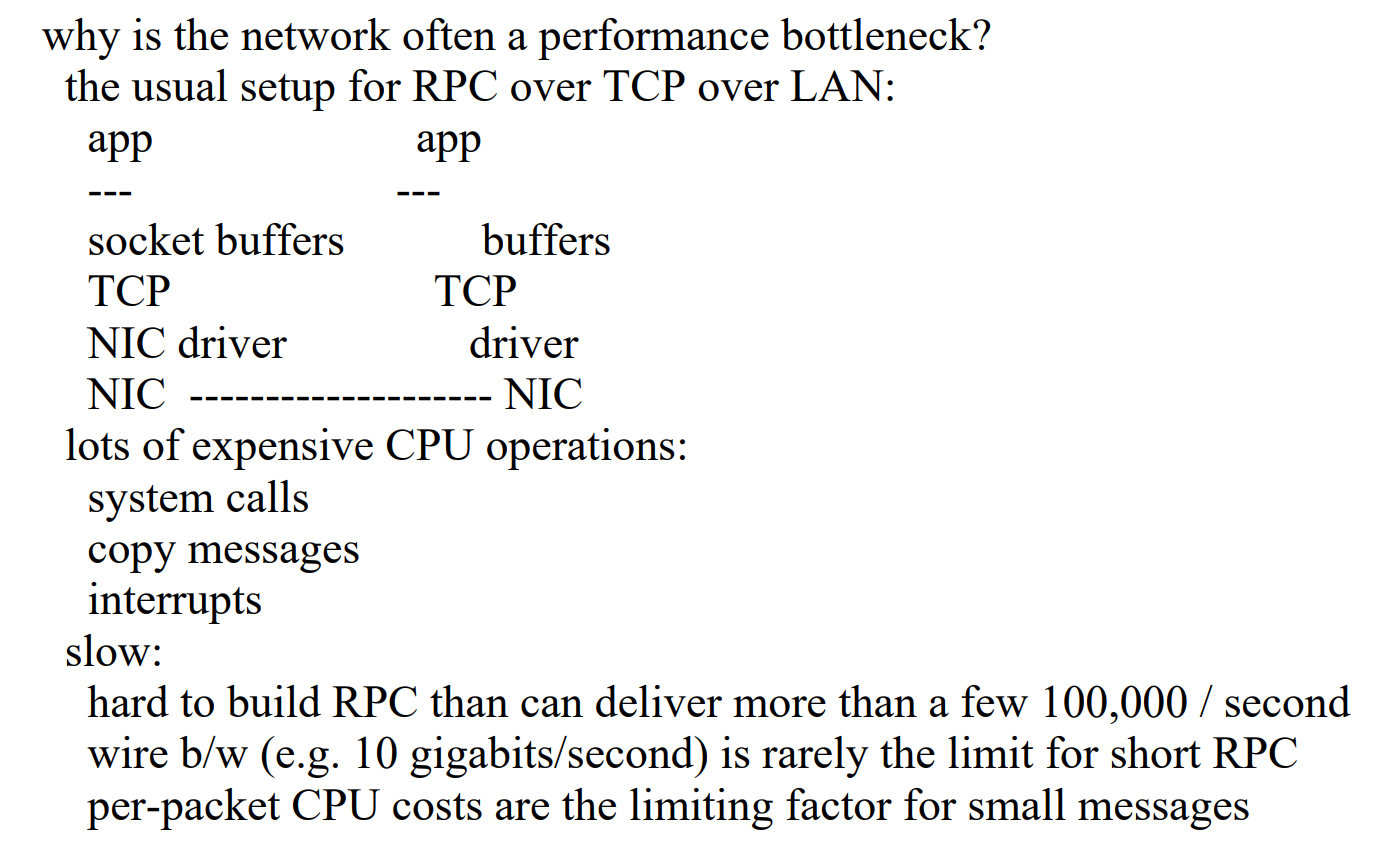 why is the network often a performance bottleneck?
the usual setup for RPC over TCP over LAN:
app app
--- ---
socket buffers buffers
TCP TCP
NIC driver driver
NIC -------------------- NIC
lots of expensive CPU operations:
system calls
copy messages
interrupts
slow:
hard to build RPC than can deliver more than a few 100,000 / second
wire b/w (e.g. 10 gigabits/second) is rarely the limit for short RPC
per-packet CPU costs are the limiting factor for small messages